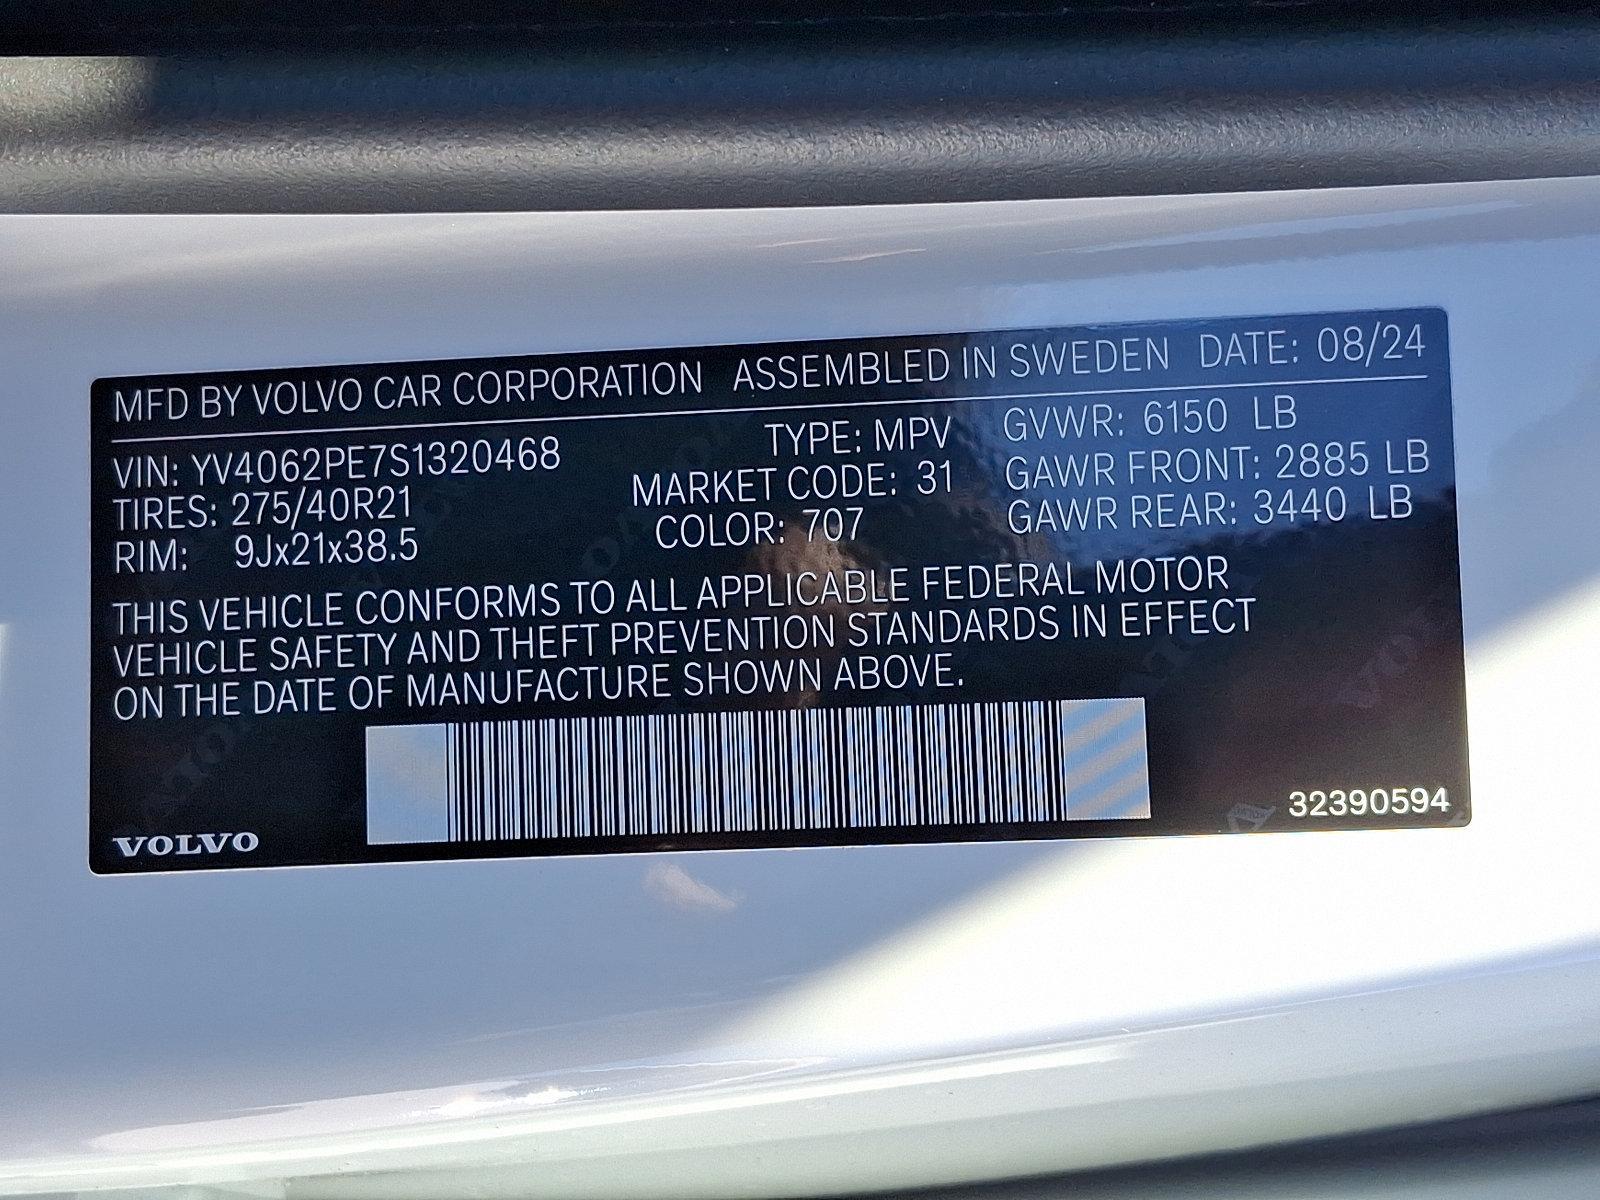 MFD BY VOLVO CAR CORPORATION ASSEMBLED IN SWEDEN DATE: 08/24
VIN: YV4062PE7S1320468 TYPE: MPV GVWR: 6150 LB
TIRES: 275/40R21 MARKET CODE: 31 GAWR FRONT: 2885 LB
RIM: 9Jx21x38.5 COLOR: 707 GAWR REAR: 3440 LB
THIS VEHICLE CONFORMS TO ALL APPLICABLE FEDERAL MOTOR
VEHICLE SAFETY AND THEFT PREVENTION STANDARDS IN EFFECT
ON THE DATE OF MANUFACTURE SHOWN ABOVE.
VOLVO 32390594